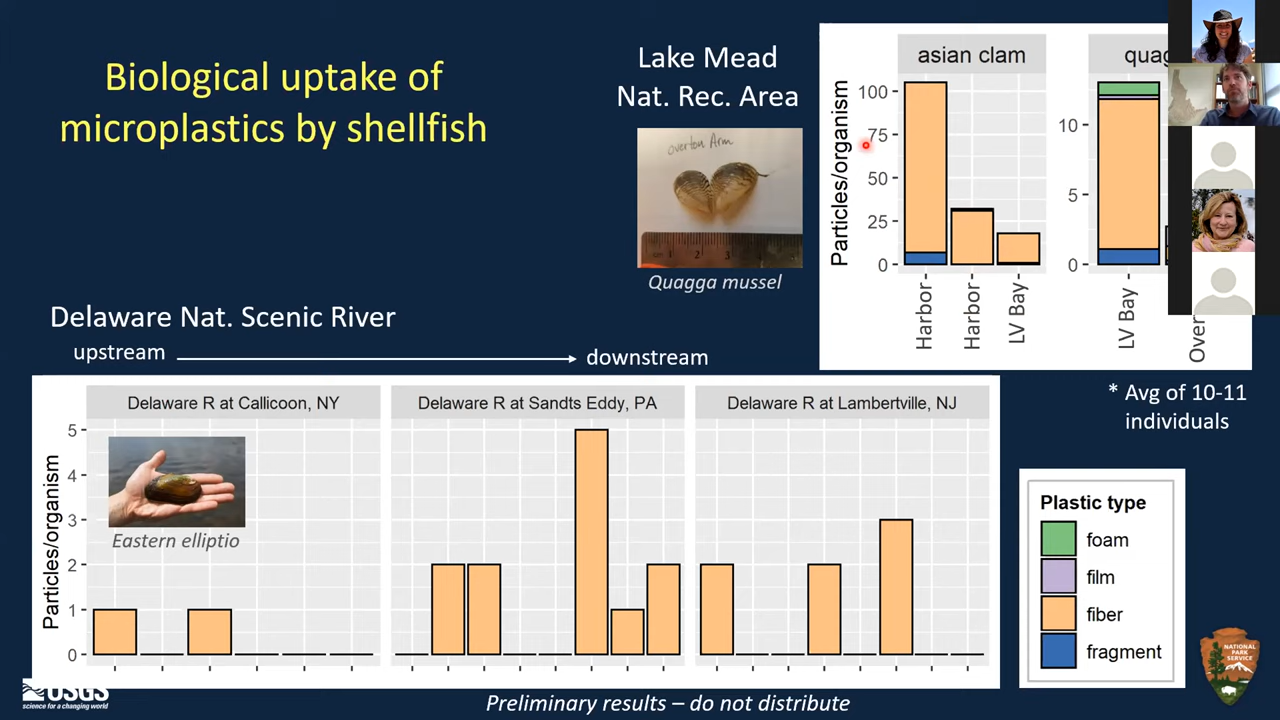 Biological uptake of
microplastics by shellfish
Lake Mead
Nat. Rec. Area
Overton Arm
cm
1
2
3
Quagga mussel
asian clam
Particles/organism
100
75
50
25
0
Harbor
Harbor
LV Bay
10
5
0
LV Bay
* Avg of 10-11
individuals
Delaware Nat. Scenic River
upstream
downstream
Delaware R at Callicoon, NY
Delaware R at Sandts Eddy, PA
Delaware R at Lambertville, NJ
Particles/organism
5
4
3
2
1
0
Eastern elliptio
Plastic type
foam
film
fiber
fragment
USGS
science for a changing world
Preliminary results – do not distribute
NATIONAL
PARK
SERVICE